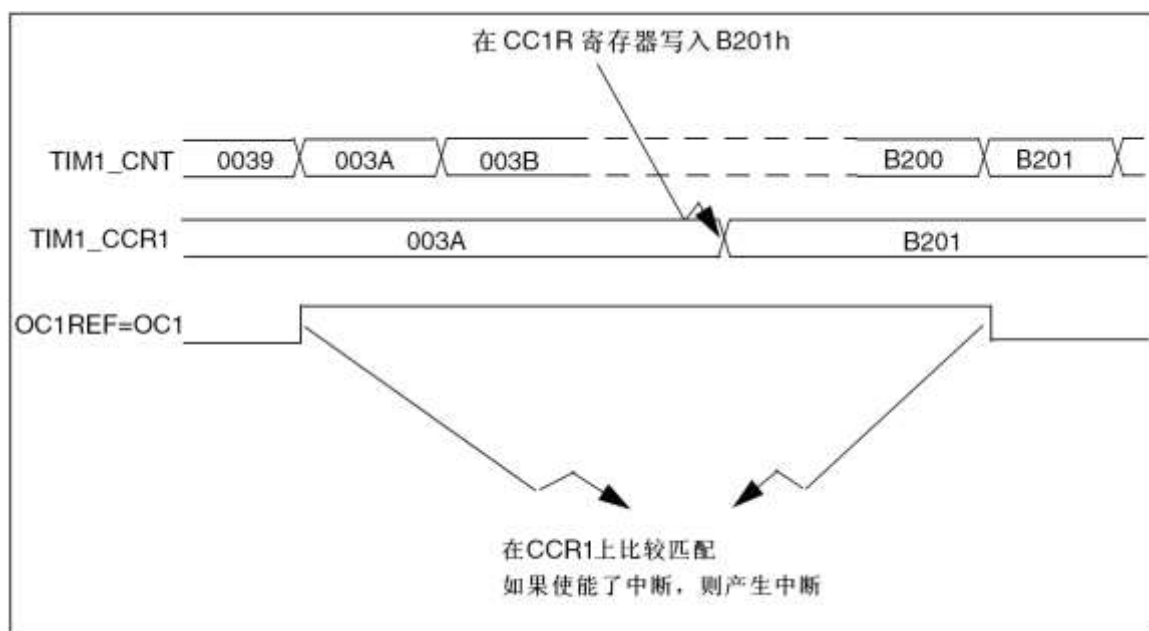 在 CC1R 寄存器写入 B201h
TIM1_CNT 0039 003A 003B B200 B201
TIM1_CCR1 003A B201
OC1REF=OC1
在CCR1上比较匹配
如果使能了中断，则产生中断